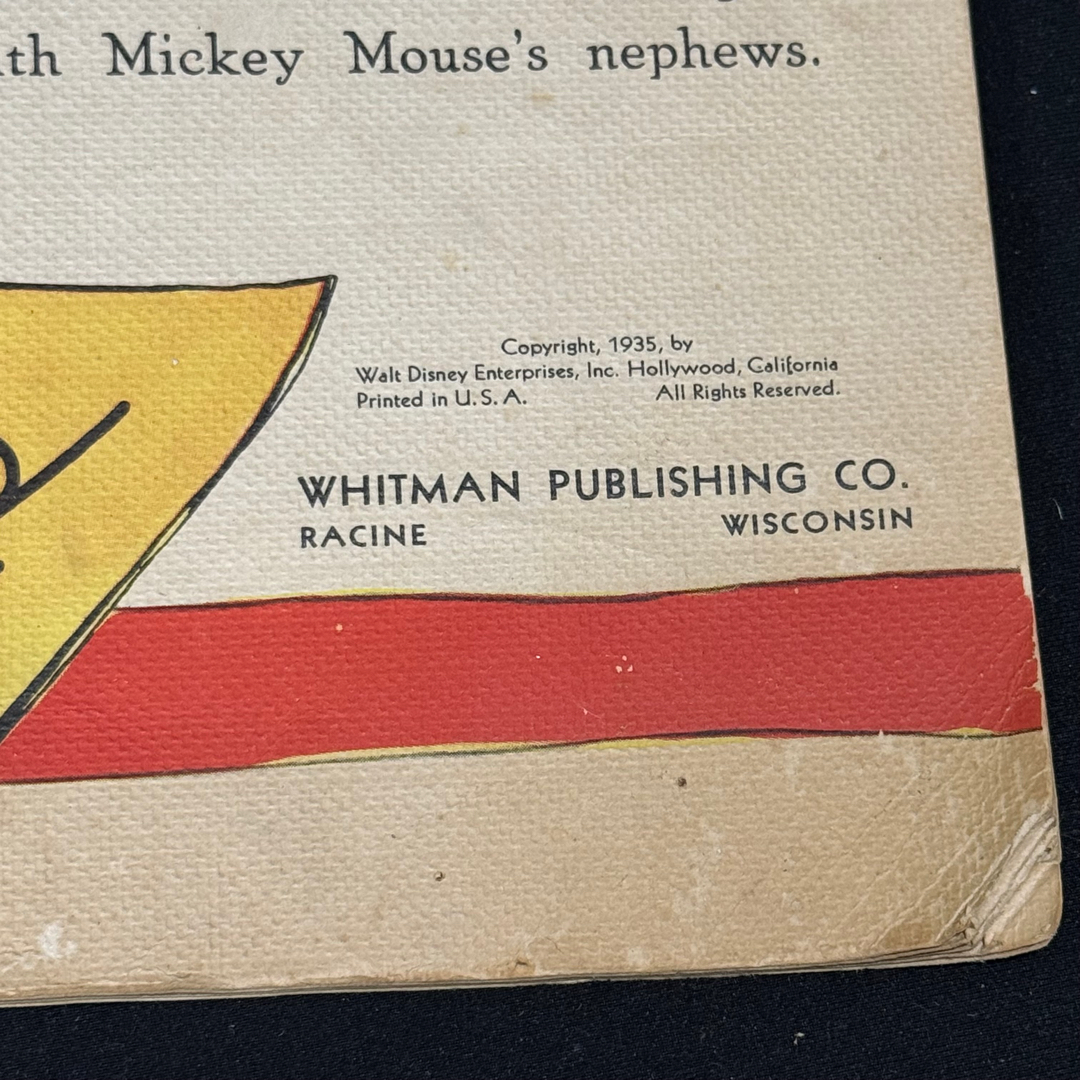 Mickey Mouse's nephews.
Copyright, 1935, by
Walt Disney Enterprises, Inc. Hollywood, California
Printed in U.S.A. All Rights Reserved.
WHITMAN PUBLISHING CO.
RACINE WISCONSIN